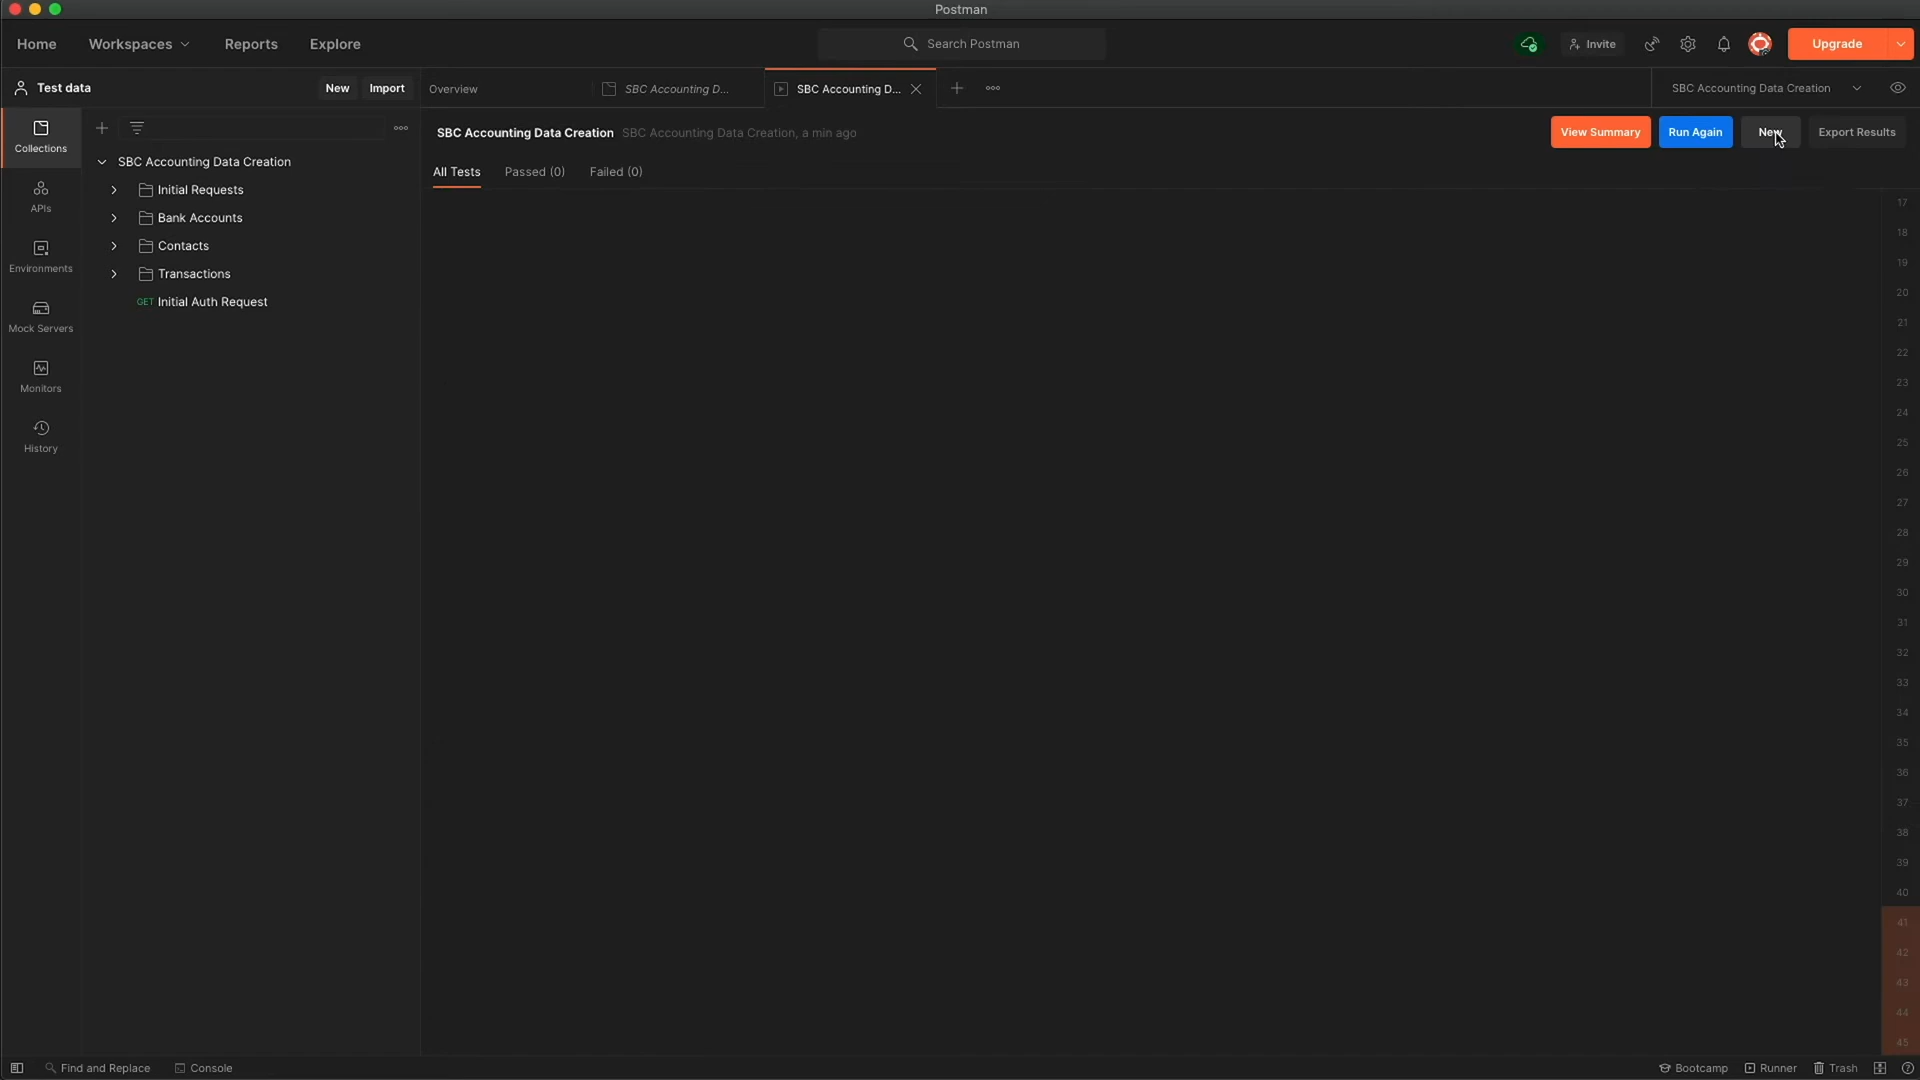 Postman
Home
Workspaces
Reports
Explore
Search Postman
Invite
Upgrade
Test data
New
Import
Overview
SBC Accounting D...
SBC Accounting D...
SBC Accounting Data Creation
SBC Accounting Data Creation SBC Accounting Data Creation, a min ago
View Summary
Run Again
New
Export Results
All Tests
Passed (0)
Failed (0)
Collections
APIs
Environments
Mock Servers
Monitors
History
SBC Accounting Data Creation
Initial Requests
Bank Accounts
Contacts
Transactions
GET Initial Auth Request
17
18
19
20
21
22
23
24
25
26
27
28
29
30
31
32
33
34
35
36
37
38
39
40
41
42
43
44
45
Find and Replace
Console
Bootcamp
Runner
Trash